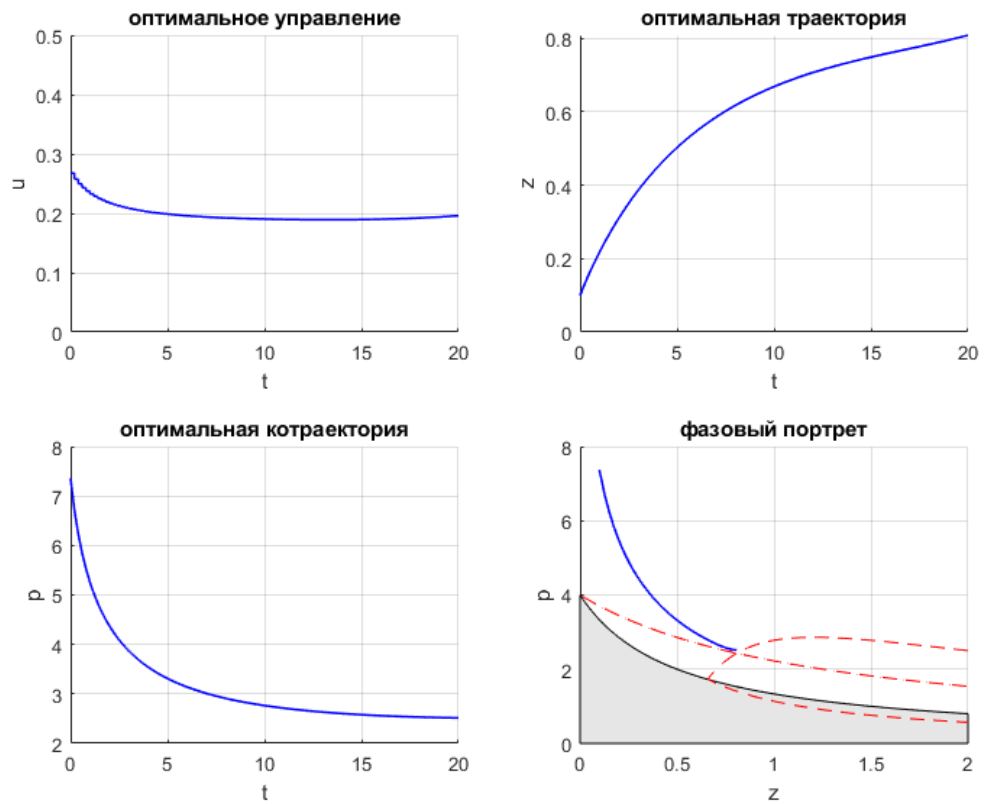 оптимальное управление
0.5
0.4
0.3
0.2
0.1
0
u
0 5 10 15 20
t
оптимальная траектория
0.8
0.6
0.4
0.2
0
z
0 5 10 15 20
t
оптимальная котраектория
8
7
6
5
4
3
2
p
0 5 10 15 20
t
фазовый портрет
8
6
4
2
0
p
0 0.5 1 1.5 2
z